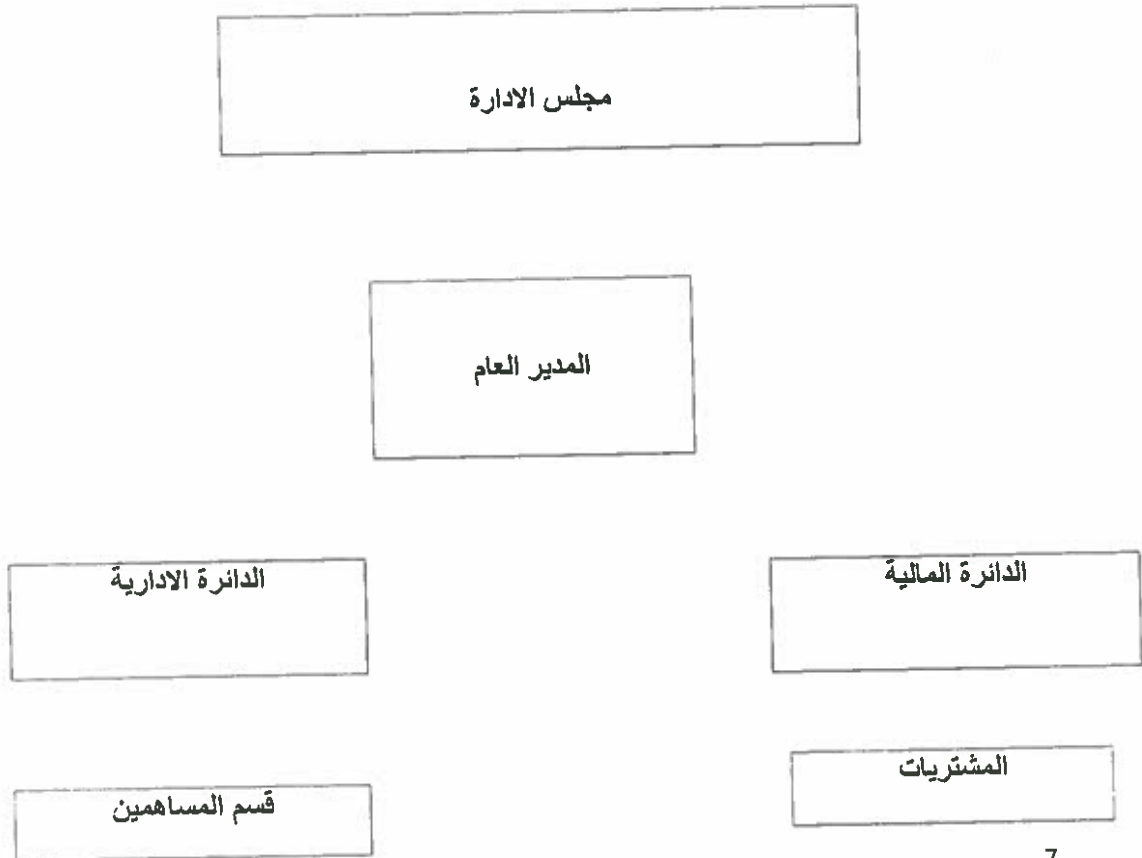 مجلس الادارة
المدير العام
الدائرة المالية
الدائرة الادارية
المشتريات
قسم المساهمين
7